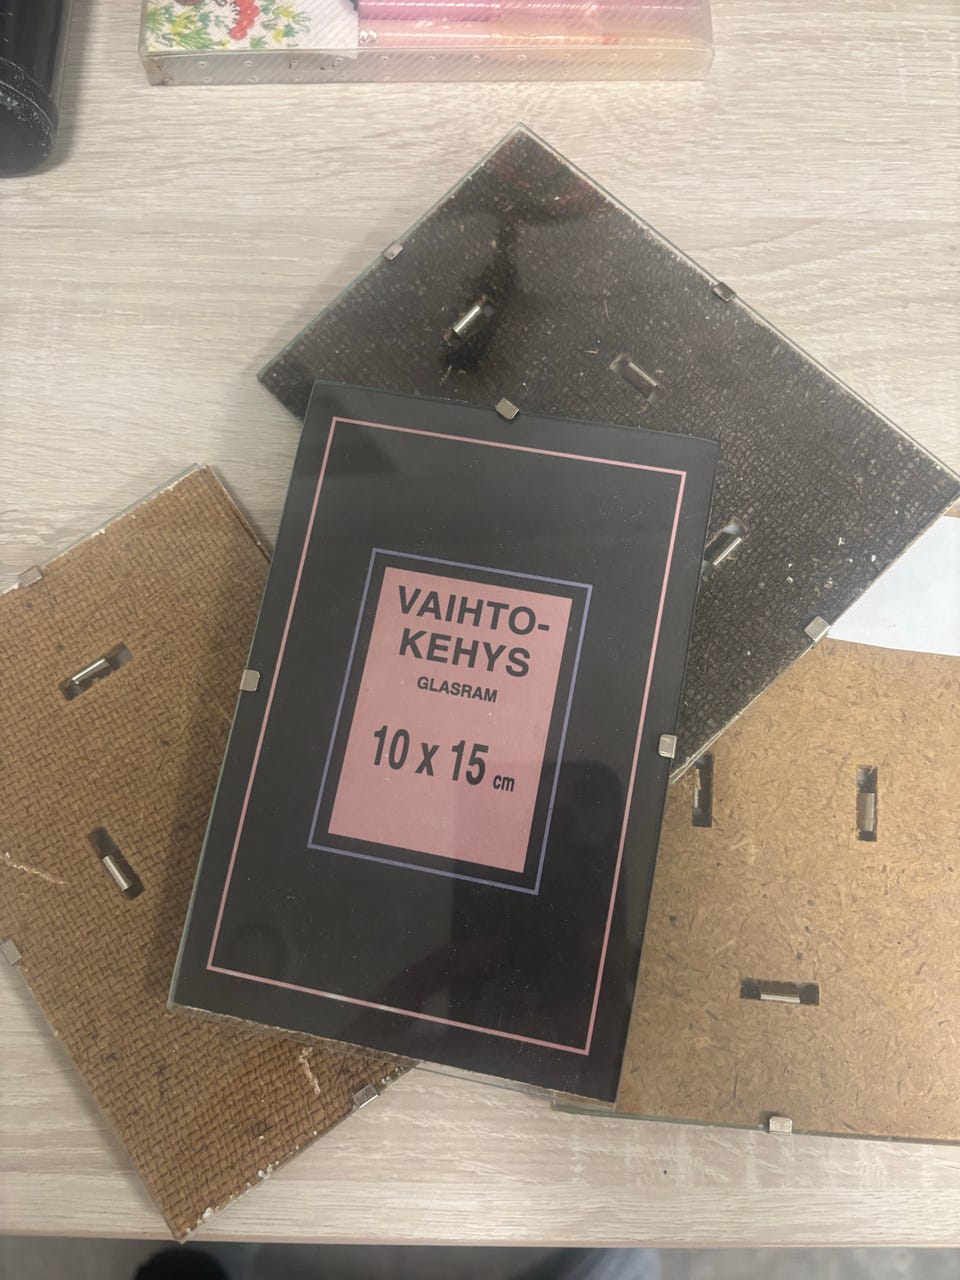 VAIHTO-
KEHYS
GLASRAM
10 x 15 cm